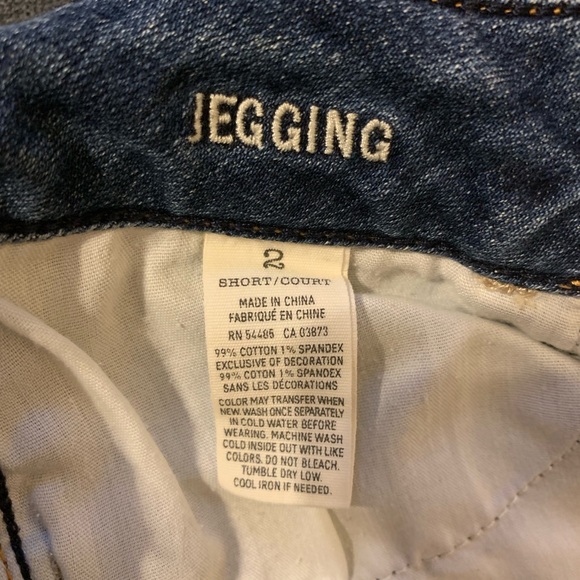 JEGGING
2
SHORT/COURT
MADE IN CHINA
FABRIQUÉ EN CHINE
RN 54485 CA 03873
99% COTTON 1% SPANDEX
EXCLUSIVE OF DECORATION
99% COTON 1% SPANDEX
SANS LES DÉCORATIONS
COLOR MAY TRANSFER WHEN
NEW. WASH ONCE SEPARATELY
IN COLD WATER BEFORE
WEARING. MACHINE WASH
COLD INSIDE OUT WITH LIKE
COLORS. DO NOT BLEACH.
TUMBLE DRY LOW.
COOL IRON IF NEEDED.